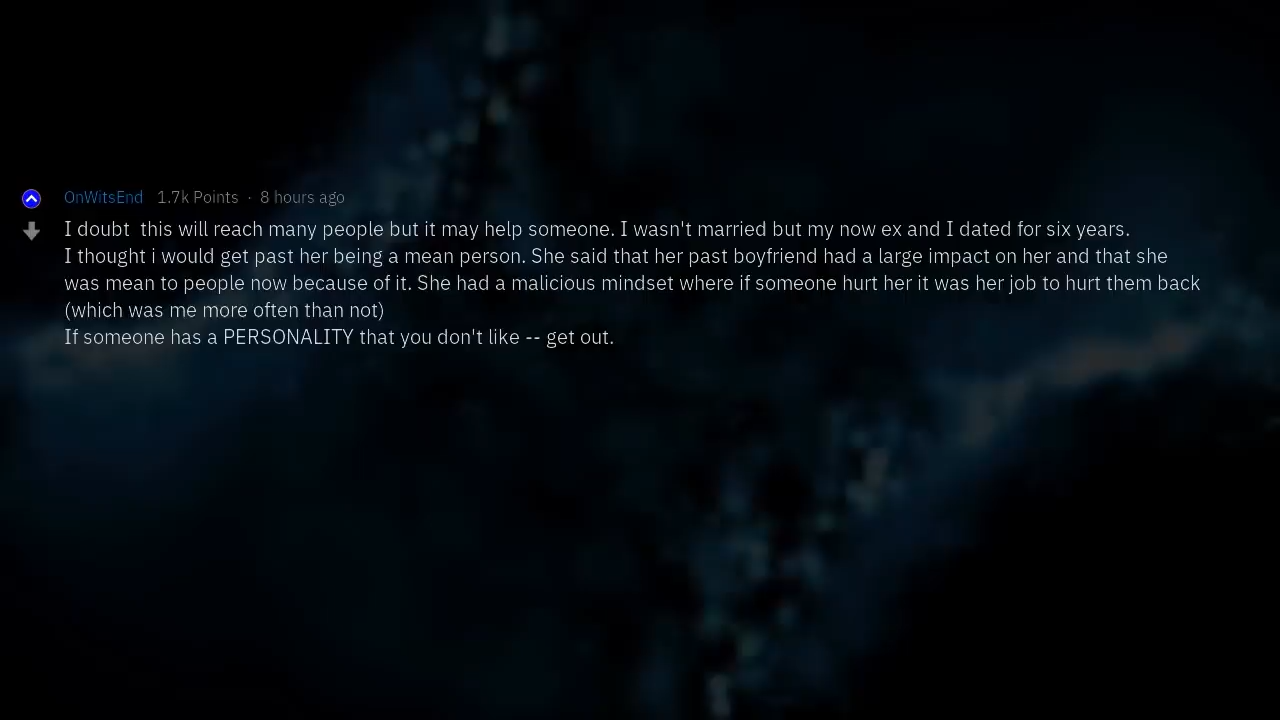 OnWitsEnd 1.7k Points · 8 hours ago
I doubt  this will reach many people but it may help someone. I wasn't married but my now ex and I dated for six years.
I thought i would get past her being a mean person. She said that her past boyfriend had a large impact on her and that she
was mean to people now because of it. She had a malicious mindset where if someone hurt her it was her job to hurt them back
(which was me more often than not)
If someone has a PERSONALITY that you don't like -- get out.